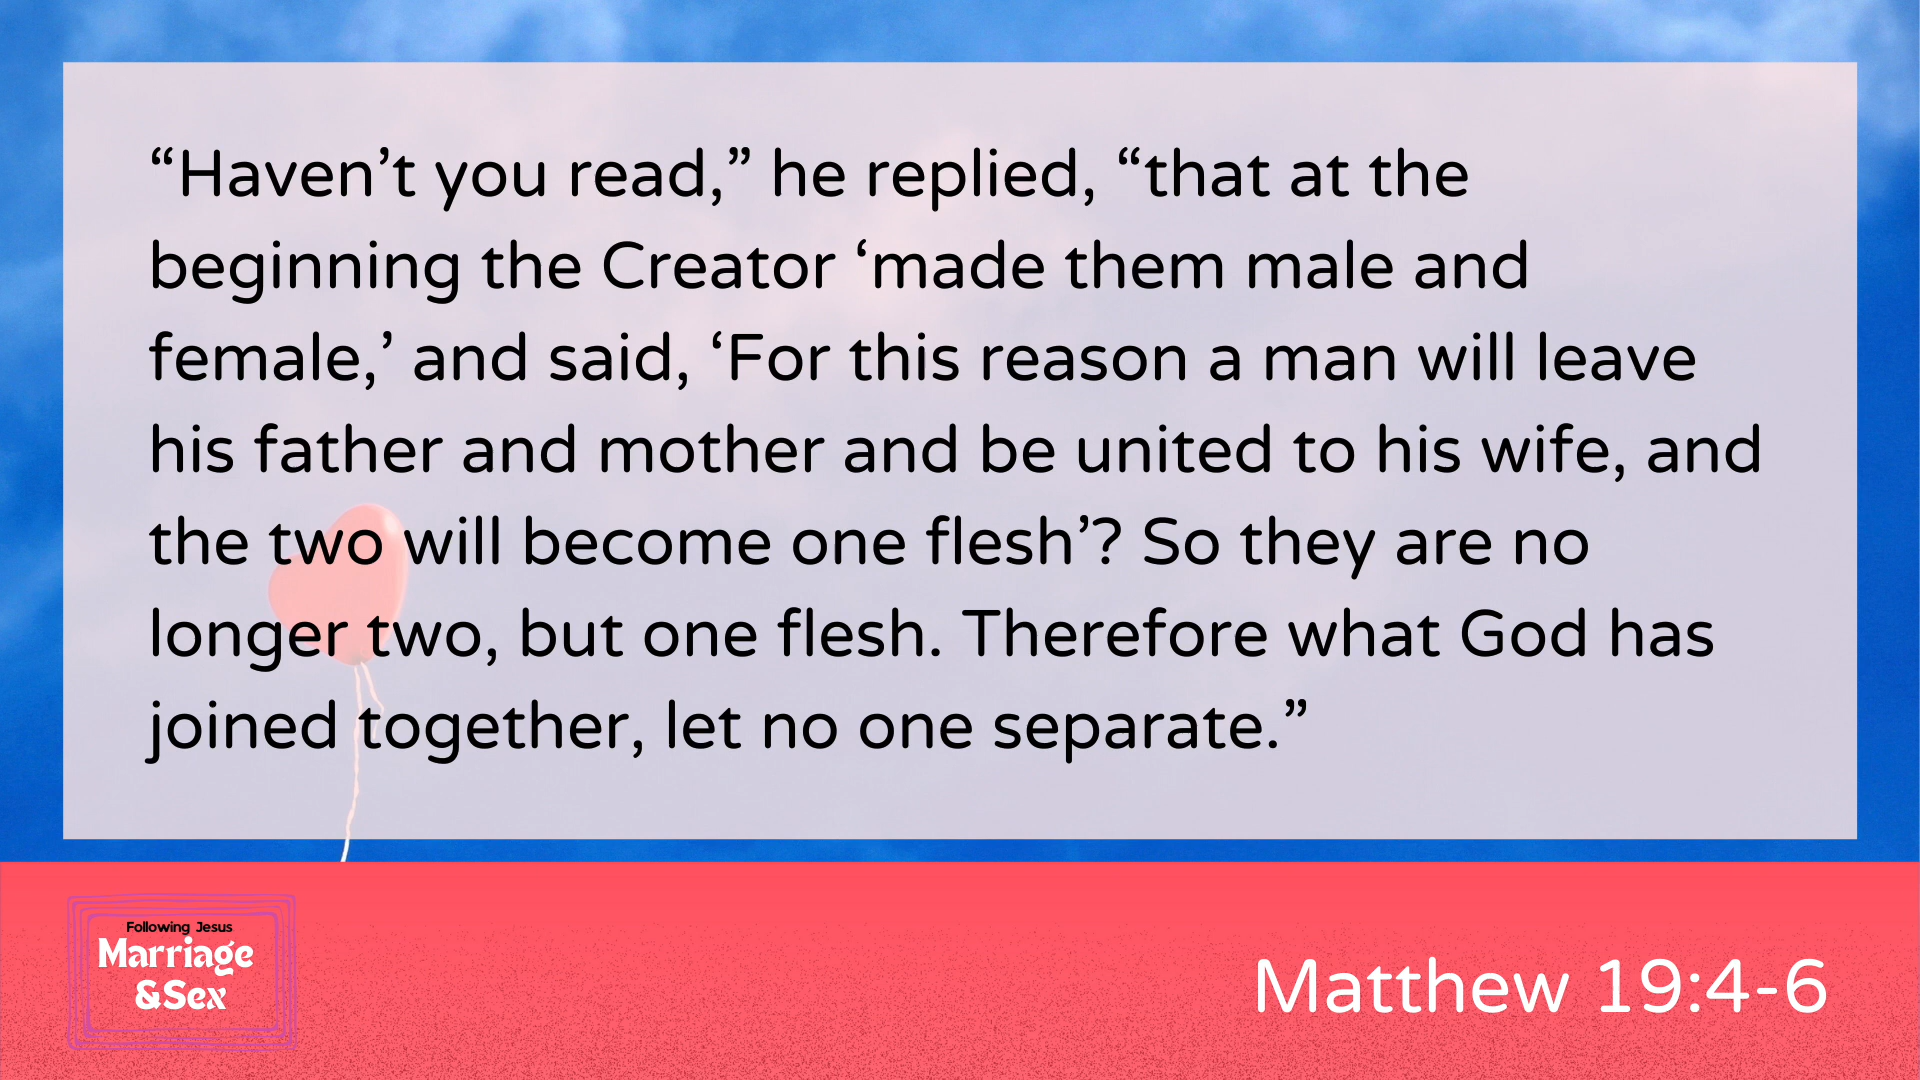 “Haven’t you read,” he replied, “that at the
beginning the Creator ‘made them male and
female,’ and said, ‘For this reason a man will leave
his father and mother and be united to his wife, and
the two will become one flesh’? So they are no
longer two, but one flesh. Therefore what God has
joined together, let no one separate.”
Following Jesus
Marriage
&Sex
Matthew 19:4-6